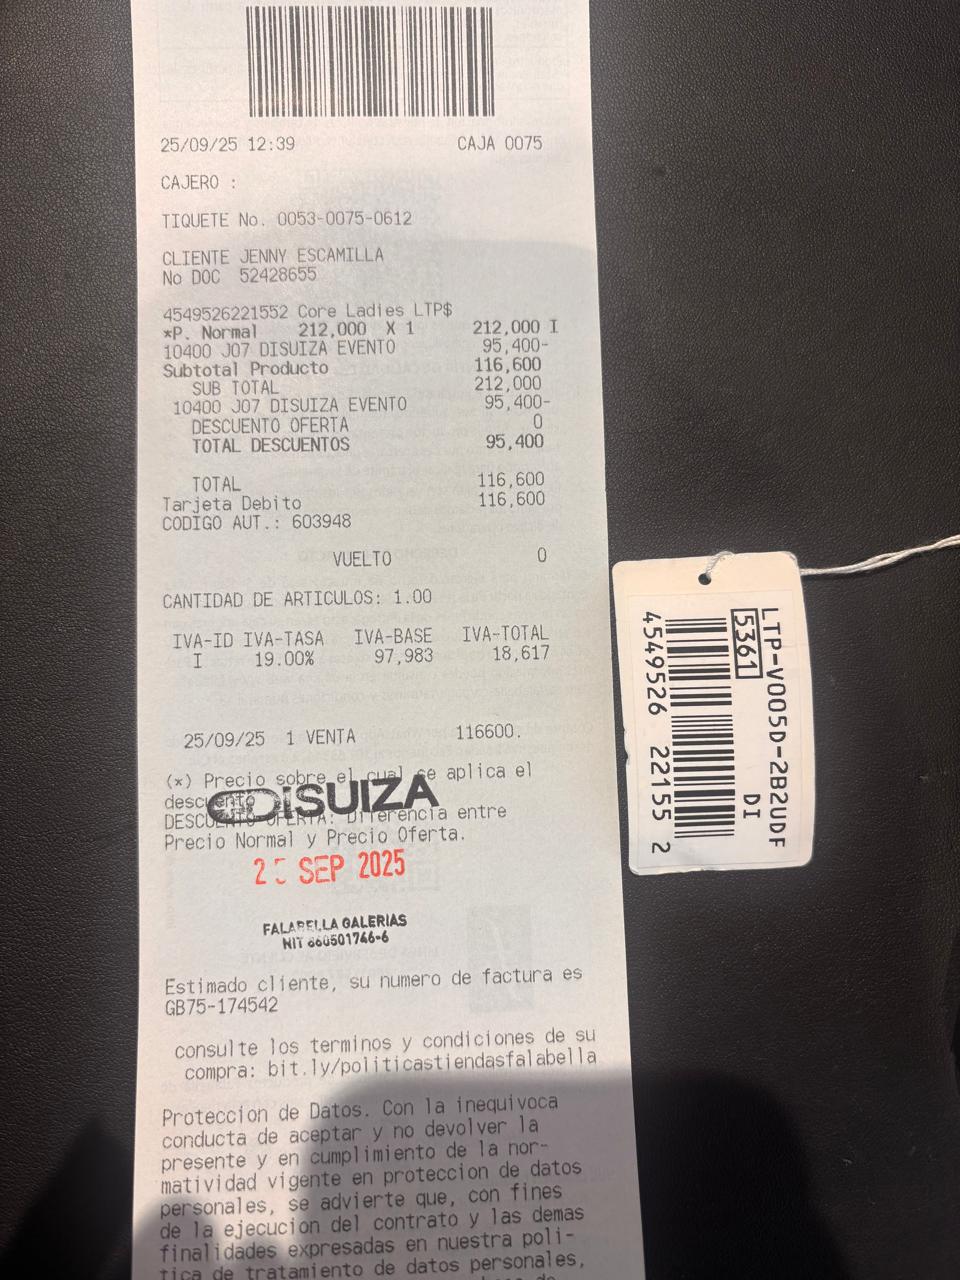 25/09/25 12:39 CAJA 0075
CAJERO :
TIQUETE No. 0053-0075-0612
CLIENTE JENNY ESCAMILLA
No DOC 52428655
4549526221552 Core Ladies LTP$
*P. Normal 212,000 X 1 212,000 I
10400 J07 DISUIZA EVENTO 95,400-
Subtotal Producto 116,600
SUB TOTAL 212,000
10400 J07 DISUIZA EVENTO 95,400-
DESCUENTO OFERTA 0
TOTAL DESCUENTOS 95,400
TOTAL 116,600
Tarjeta Debito 116,600
CODIGO AUT.: 603948
VUELTO 0
CANTIDAD DE ARTICULOS: 1.00
IVA-ID IVA-TASA IVA-BASE IVA-TOTAL
I 19.00% 97,983 18,617
25/09/25 1 VENTA 116600.
(*) Precio sobre el cual se aplica el
descuento
DISUIZA
DESCUENTO OFERTA: Diferencia entre
Precio Normal y Precio Oferta.
SEP 2025
FALABELLA GALERIAS
NIT 860501746-6
Estimado cliente, su numero de factura es
GB75-174542
consulte los terminos y condiciones de su
compra: bit.ly/politicastiendasfalabella
Proteccion de Datos. Con la inequivoca
conducta de aceptar y no devolver la
presente y en cumplimiento de la nor-
matividad vigente en proteccion de datos
personales, se advierte que, con fines
de la ejecucion del contrato y las demas
finalidades expresadas en nuestra poli-
tica de tratamiento de datos personales,
LTP-V005D-2B2UDF
5361 DI
4549526 22155 2